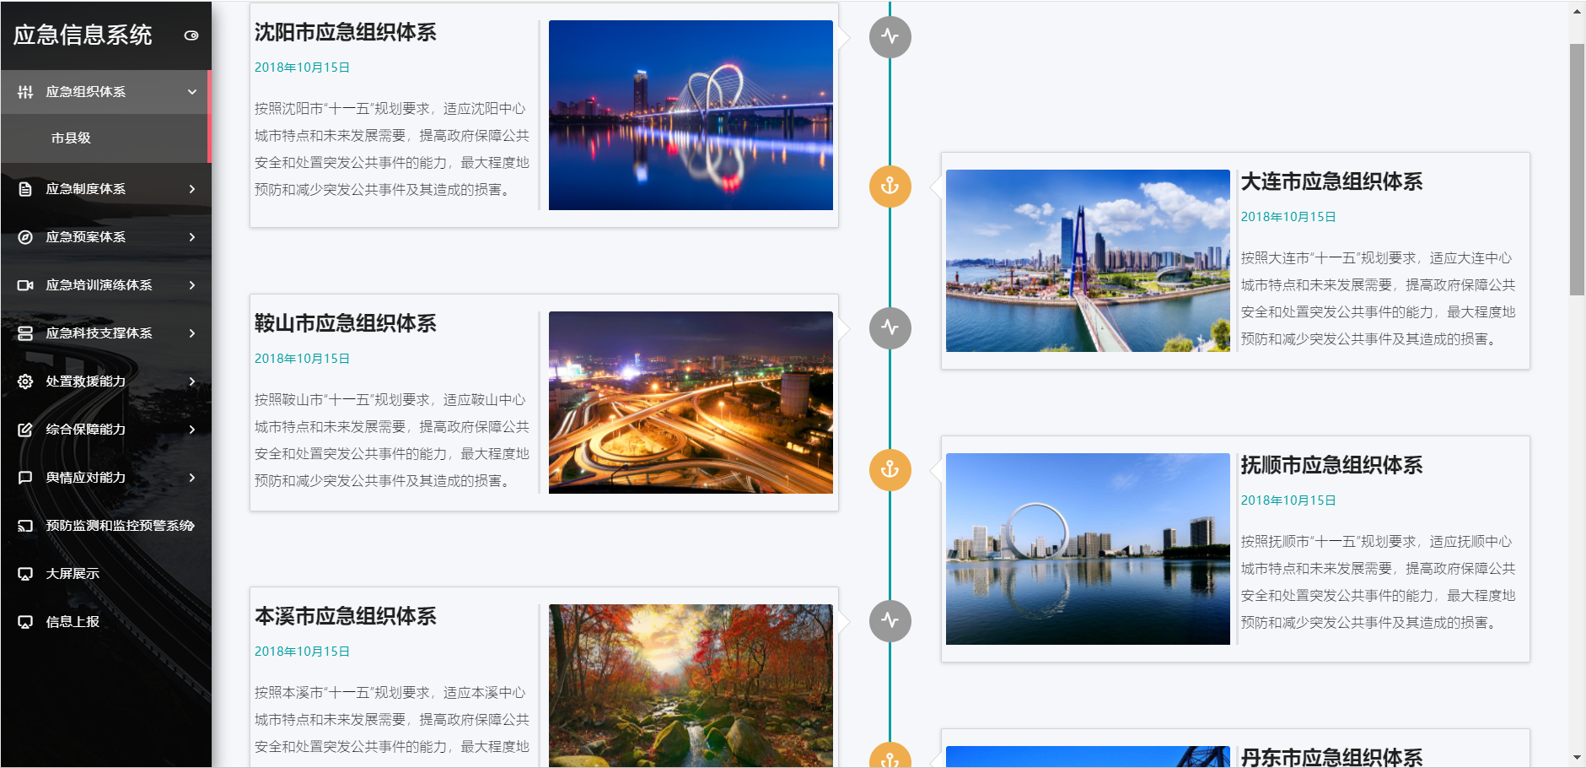 应急信息系统
应急组织体系
市县级
应急制度体系
应急预案体系
应急培训演练体系
应急科技支撑体系
处置救援能力
综合保障能力
舆情应对能力
预防监测和监控预警系统
大屏展示
信息上报
沈阳市应急组织体系
2018年10月15日
按照沈阳市“十一五”规划要求，适应沈阳中心
城市特点和未来发展需要，提高政府保障公共
安全和处置突发公共事件的能力，最大程度地
预防和减少突发公共事件及其造成的损害。
大连市应急组织体系
2018年10月15日
按照大连市“十一五”规划要求，适应大连中心
城市特点和未来发展需要，提高政府保障公共
安全和处置突发公共事件的能力，最大程度地
预防和减少突发公共事件及其造成的损害。
鞍山市应急组织体系
2018年10月15日
按照鞍山市“十一五”规划要求，适应鞍山中心
城市特点和未来发展需要，提高政府保障公共
安全和处置突发公共事件的能力，最大程度地
预防和减少突发公共事件及其造成的损害。
抚顺市应急组织体系
2018年10月15日
按照抚顺市“十一五”规划要求，适应抚顺中心
城市特点和未来发展需要，提高政府保障公共
安全和处置突发公共事件的能力，最大程度地
预防和减少突发公共事件及其造成的损害。
本溪市应急组织体系
2018年10月15日
按照本溪市“十一五”规划要求，适应本溪中心
城市特点和未来发展需要，提高政府保障公共
安全和处置突发公共事件的能力，最大程度地
丹东市应急组织体系